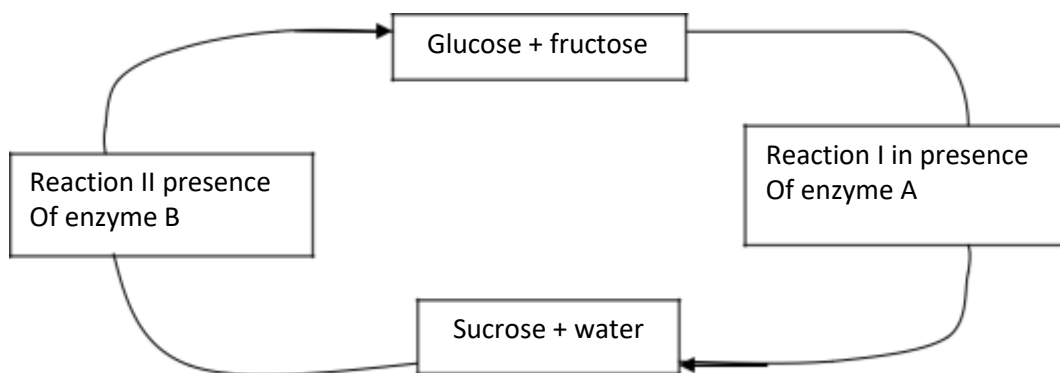 Glucose + fructose
Reaction I in presence
Of enzyme A
Reaction II presence
Of enzyme B
Sucrose + water